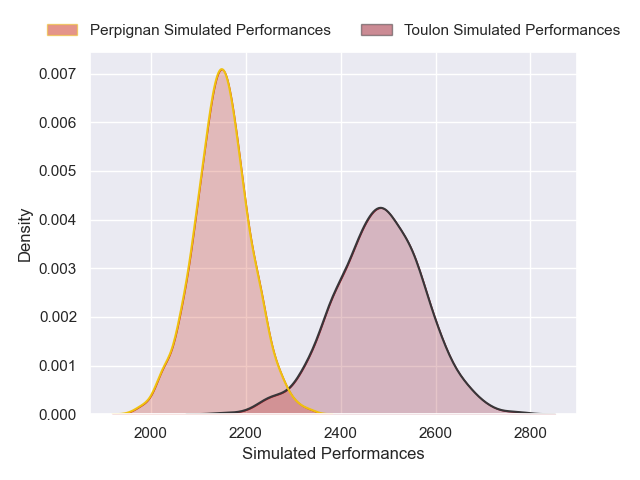 Perpignan Simulated Performances Toulon Simulated Performances
0.007
0.006
0.005
0.004
0.003
0.002
0.001
0.000
Density
2000 2200 2400 2600 2800
Simulated Performances